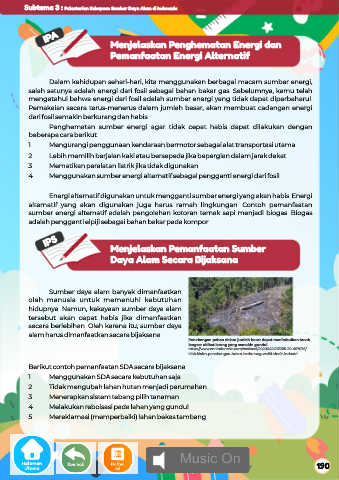 Subtema 3 : Pelestarian Kekayaan Sumber Daya Alam di Indonesia
IPA
Menjelaskan Penghematan Energi dan
Pemanfaatan Energi Alternatif
Dalam kehidupan sehari-hari, kita menggunakan berbagai macam sumber energi,
salah satunya adalah energi dari fosil sebagai bahan bakar gas. Sebelumnya, kamu telah
mengetahui bahwa energi dari fosil adalah sumber energi yang tidak dapat diperbaharui.
Pemakaian secara terus-menerus dalam jumlah besar, akan membuat cadangan energi
dari fosil semakin berkurang dan habis.
Penghematan sumber energi agar tidak cepat habis dapat dilakukan dengan
beberapa cara berikut
1 Mengurangi penggunaan kendaraan bermotor sebagai alat transportasi utama
2 Lebih memilih berjalan kaki atau bersepeda jika bepergian dalam jarak dekat
3 Mematikan peralatan listrik jika tidak digunakan
4 Menggunakan sumber energi alternatif sebagai pengganti energi dari fosil
Energi alternatif digunakan untuk mengganti sumber energi yang akan habis. Energi
alternatif yang akan digunakan juga harus ramah lingkungan. Contoh pemanfaatan
sumber energi alternatif adalah pengolahan kotoran ternak sapi menjadi biogas. Biogas
adalah pengganti elpiji sebagai bahan bakar pada kompor
IPS
Menjelaskan Pemanfaatan Sumber
Daya Alam Secara Bijaksana
Sumber daya alam banyak dimanfaatkan
oleh manusia untuk memenuhi kebutuhan
hidupnya. Namun, kekayaan sumber daya alam
tersebut akan cepat habis jika dimanfaatkan
secara berlebihan. Oleh karena itu, sumber daya
alam harus dimanfaatkan secara bijaksana
Berikut contoh pemanfaatan SDA secara bijaksana
1 Menggunakan SDA secara kebutuhan saja
2 Tidak mengubah lahan hutan menjadi perumahan
3 Menerapkan sistem tebang pilih tanaman
4 Melakukan reboisasi pada lahan yang gundul
5 Mereklamasi (memperbaiki) lahan bekas tambang
Halaman
Utama
Music On
190